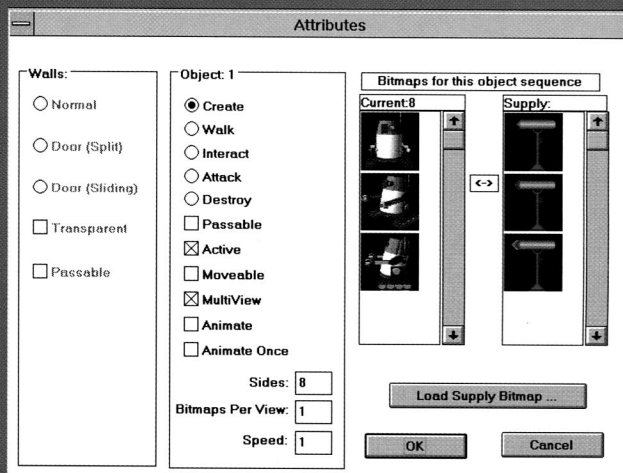 Attributes
Walls:
Normal
Door (Split)
Door (Sliding)
Transparent
Passable
Object: 1
Create
Walk
Interact
Attack
Destroy
Passable
Active
Moveable
MultiView
Animate
Animate Once
Sides: 8
Bitmaps Per View: 1
Speed: 1
Bitmaps for this object sequence
Current:8
Supply:
<->
Load Supply Bitmap ...
OK
Cancel